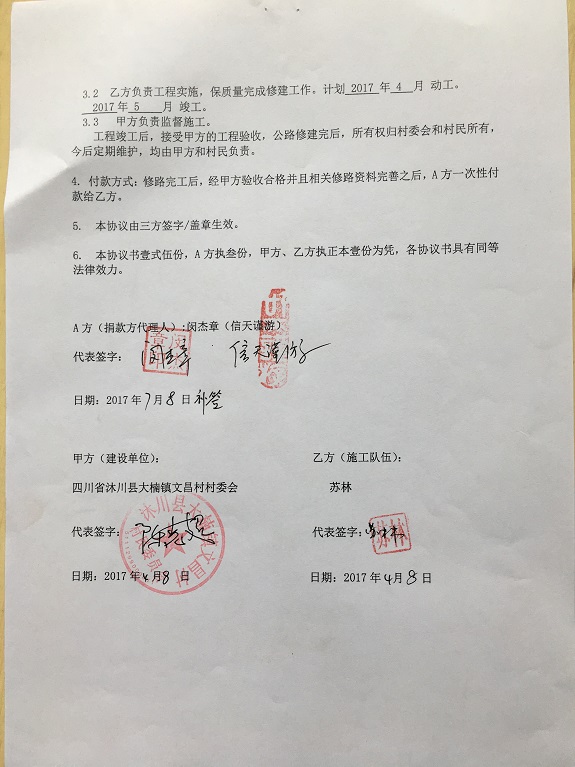 3.2 乙方负责工程实施，保质量完成修建工作。计划 2017 年 4 月 动工。
2017 年 5 月 竣工。
3.3 甲方负责监督施工。
工程竣工后，接受甲方的工程验收，公路修建完后，所有权归村委会和村民所有，
今后定期维护，均由甲方和村民负责。
4. 付款方式：修路完工后，经甲方验收合格并且相关修路资料完善之后，A 方一次性付
款给乙方。
5. 本协议由三方签字/盖章生效。
6. 本协议书壹式伍份，A 方执叁份，甲方、乙方执正本壹份为凭，各协议书具有同等
法律效力。
A 方（捐款方代理人）:闵杰章（信天谨游）
代表签字： 信天谨游
日期：2017 年 7 月 8 日 补签
甲方（建设单位）： 乙方（施工队伍）：
四川省沐川县大楠镇文昌村村委会 苏林
代表签字： 代表签字： 苏林
日期：2017 年 4 月 8 日 日期：2017 年 4 月 8 日